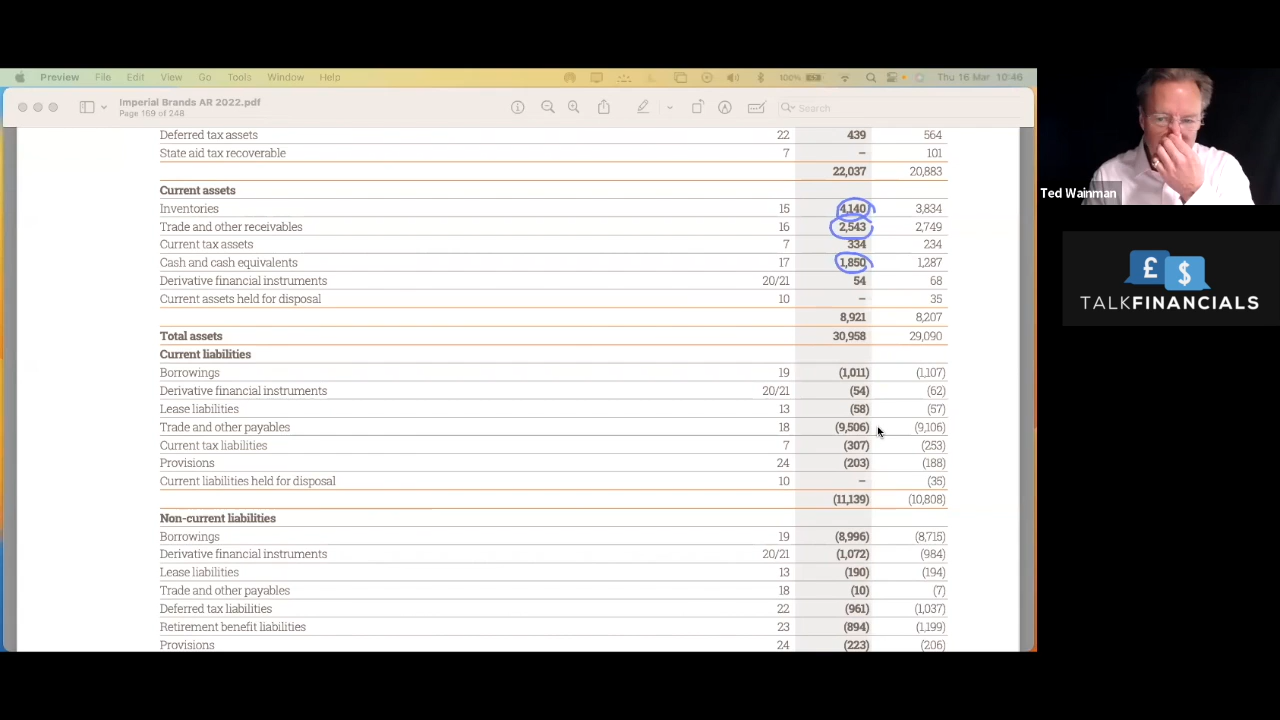 Preview File Edit View Go Tools Window Help 100% Thu 16 Mar 10:46
Imperial Brands AR 2022.pdf
Page 169 of 248
Search
Deferred tax assets 22 439 564
State aid tax recoverable 7 – 101
22,037 20,883
Current assets
Inventories 15 4,140 3,834
Trade and other receivables 16 2,543 2,749
Current tax assets 7 334 234
Cash and cash equivalents 17 1,850 1,287
Derivative financial instruments 20/21 54 68
Current assets held for disposal 10 – 35
8,921 8,207
Total assets 30,958 29,090
Current liabilities
Borrowings 19 (1,011) (1,107)
Derivative financial instruments 20/21 (54) (62)
Lease liabilities 13 (58) (57)
Trade and other payables 18 (9,506) (9,106)
Current tax liabilities 7 (307) (253)
Provisions 24 (203) (188)
Current liabilities held for disposal 10 – (35)
(11,139) (10,808)
Non-current liabilities
Borrowings 19 (8,996) (8,715)
Derivative financial instruments 20/21 (1,072) (984)
Lease liabilities 13 (190) (194)
Trade and other payables 18 (10) (7)
Deferred tax liabilities 22 (961) (1,037)
Retirement benefit liabilities 23 (894) (1,199)
Provisions 24 (223) (206)
Ted Wainman
£ $
TALKFINANCIALS